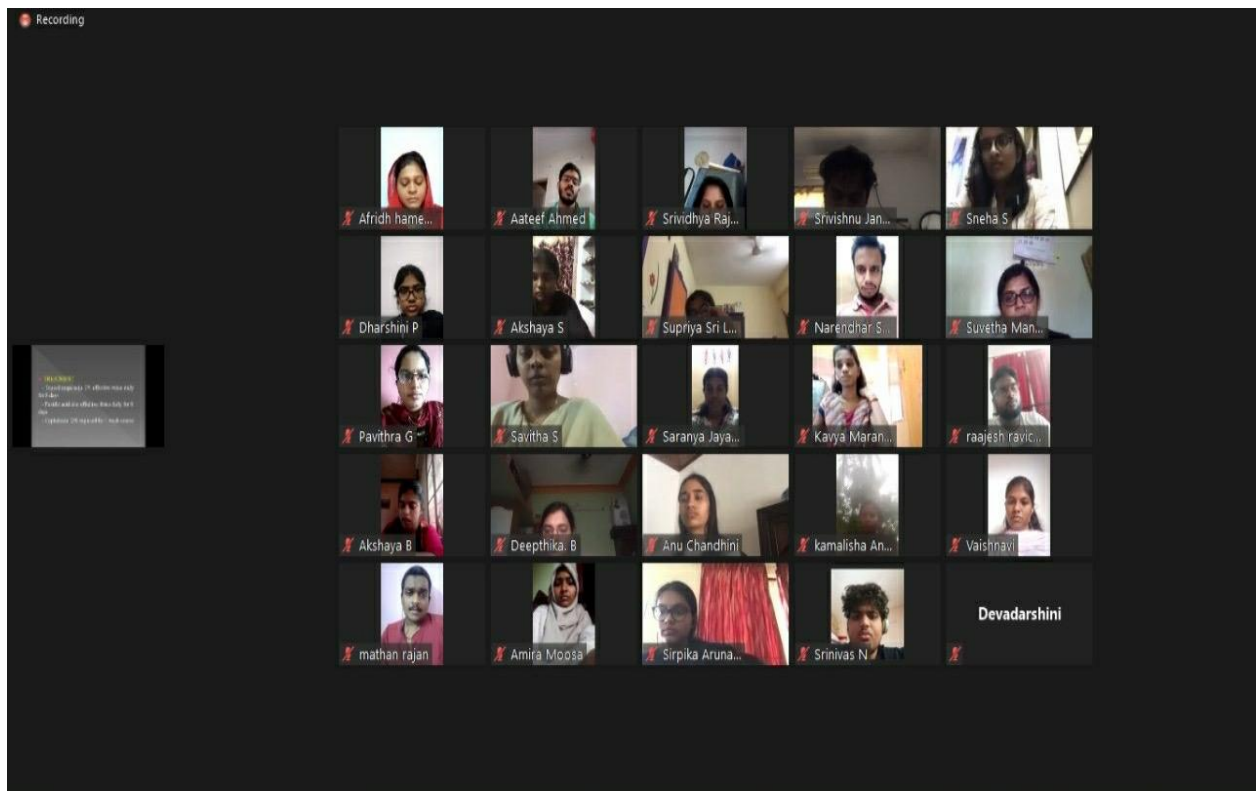 Recording
Afridh hame...
Aateef Ahmed
Srividhya Raj...
Srivishnu Jan...
Sneha S
Dharshini P
Akshaya S
Supriya Sri L...
Narendhar S...
Suvetha Man...
Pavithra G
Savitha S
Saranya Jaya...
Kavya Maran...
raajesh ravic...
Akshaya B
Deepthika. B
Anu Chandhini
kamalisha An...
Vaishnavi
mathan rajan
Amira Moosa
Sirpika Aruna...
Srinivas N
Devadarshini